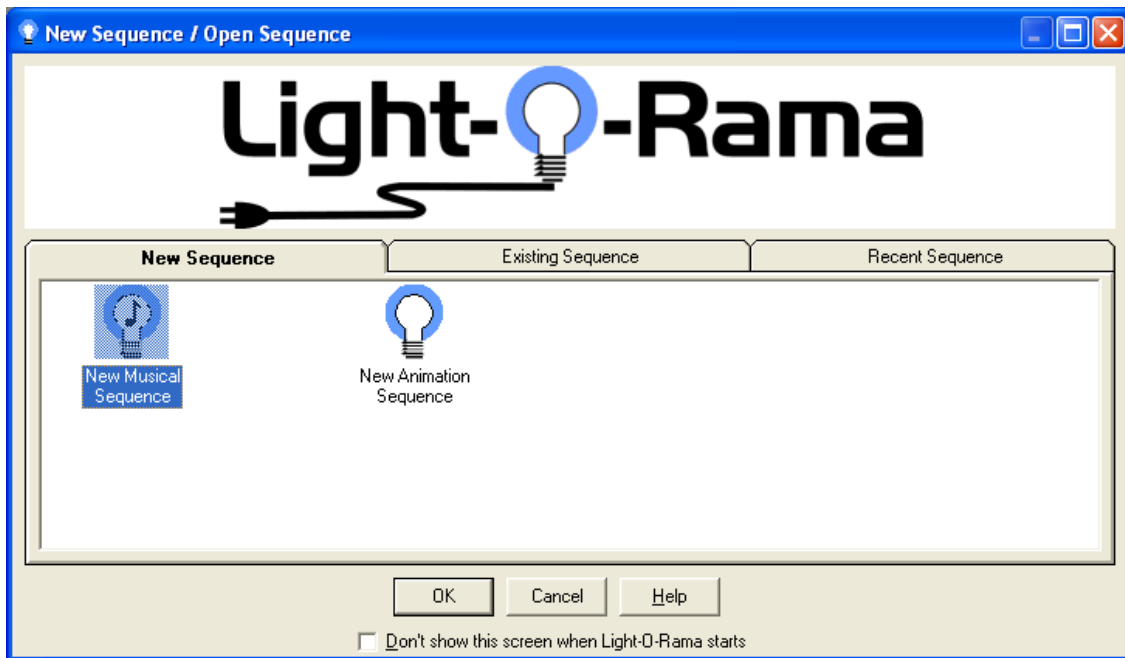 New Sequence / Open Sequence
Light-O-Rama
New Sequence
Existing Sequence
Recent Sequence
New Musical
Sequence
New Animation
Sequence
OK
Cancel
Help
Don't show this screen when Light-O-Rama starts